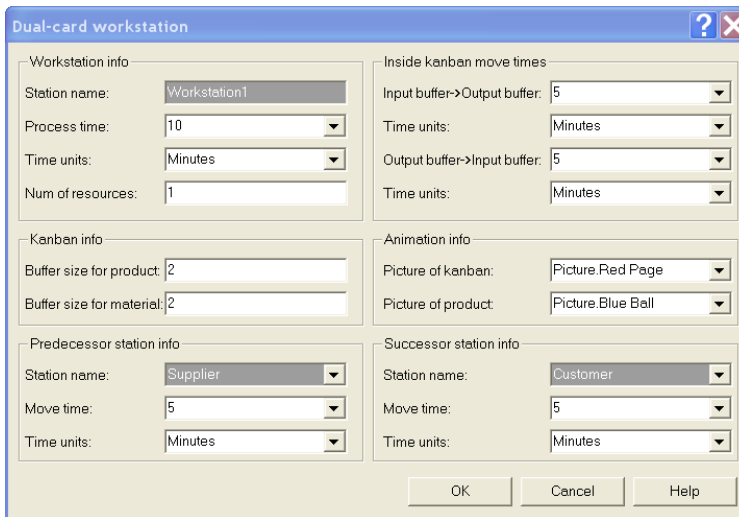 Dual-card workstation
Workstation info
Station name: Workstation1
Process time: 10
Time units: Minutes
Num of resources: 1
Inside kanban move times
Input buffer->Output buffer: 5
Time units: Minutes
Output buffer->Input buffer: 5
Time units: Minutes
Kanban info
Buffer size for product: 2
Buffer size for material: 2
Animation info
Picture of kanban: Picture.Red Page
Picture of product: Picture.Blue Ball
Predecessor station info
Station name: Supplier
Move time: 5
Time units: Minutes
Successor station info
Station name: Customer
Move time: 5
Time units: Minutes
OK Cancel Help